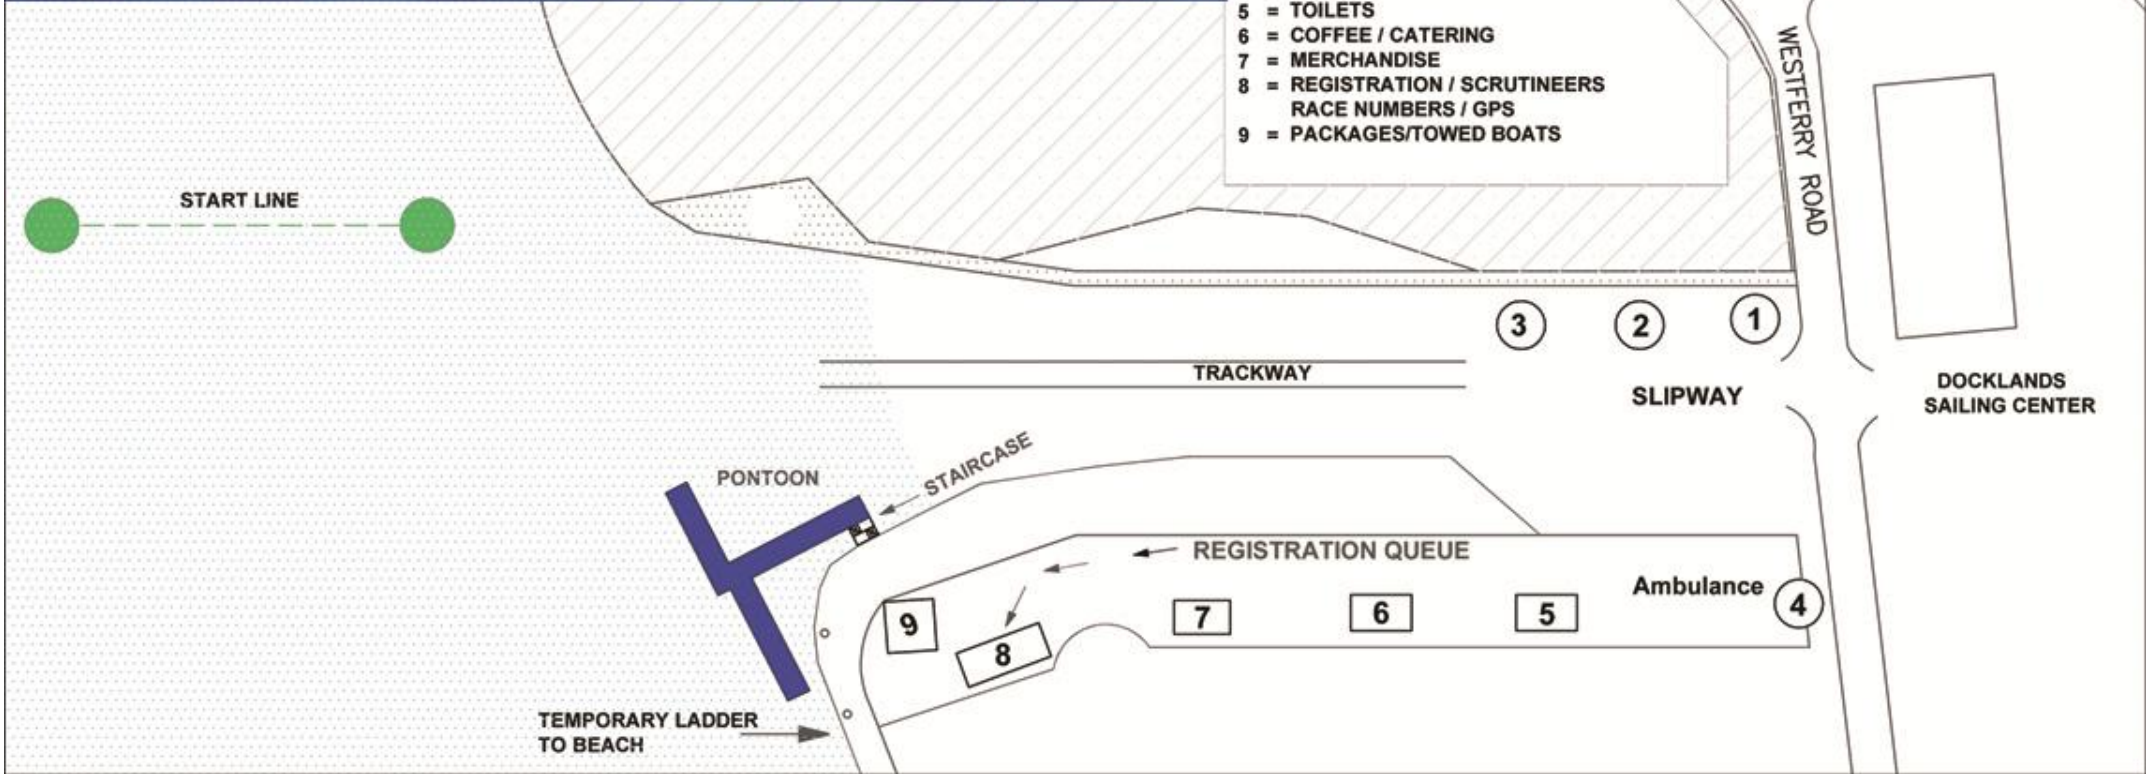 5 = TOILETS
6 = COFFEE / CATERING
7 = MERCHANDISE
8 = REGISTRATION / SCRUTINEERS
RACE NUMBERS / GPS
9 = PACKAGES/TOWED BOATS
WESTFERRY ROAD
START LINE
3
2
1
TRACKWAY
SLIPWAY
DOCKLANDS
SAILING CENTER
STAIRCASE
PONTOON
REGISTRATION QUEUE
Ambulance
4
9
8
7
6
5
TEMPORARY LADDER
TO BEACH